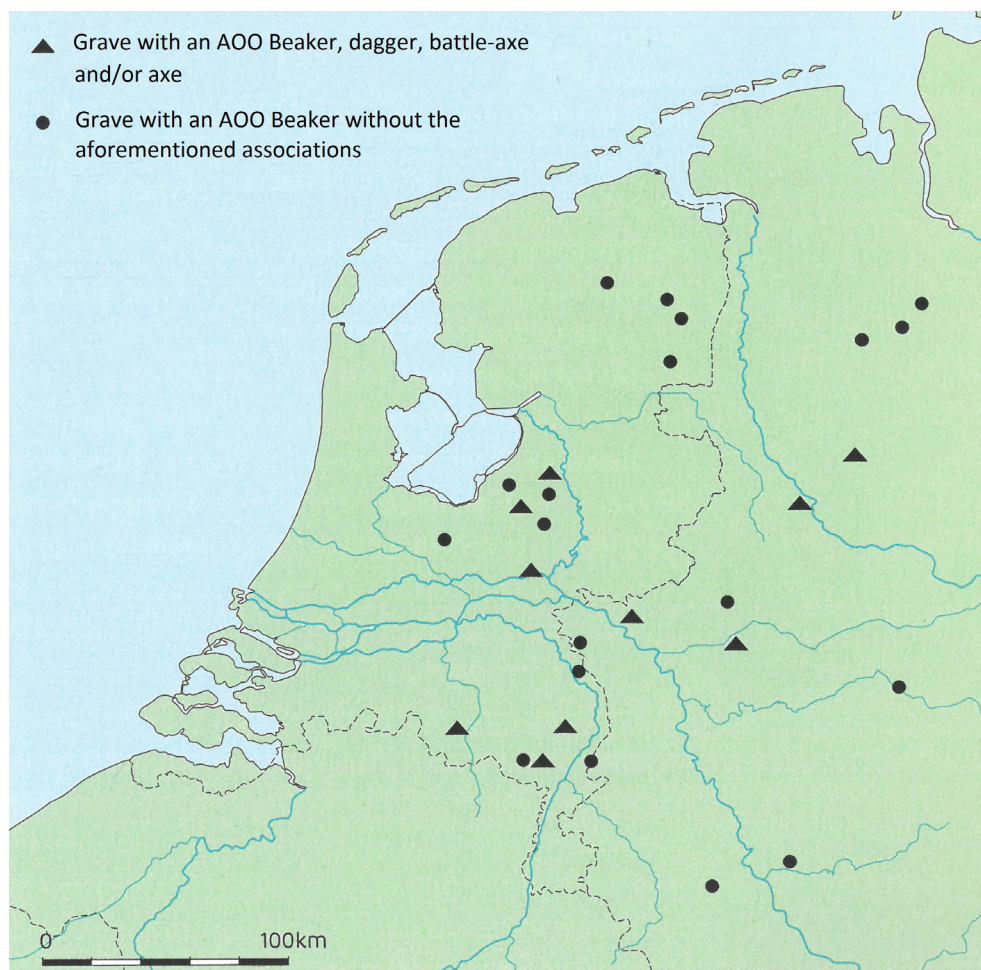 Grave with an AOO Beaker, dagger, battle-axe
and/or axe
Grave with an AOO Beaker without the
aforementioned associations
0 100km